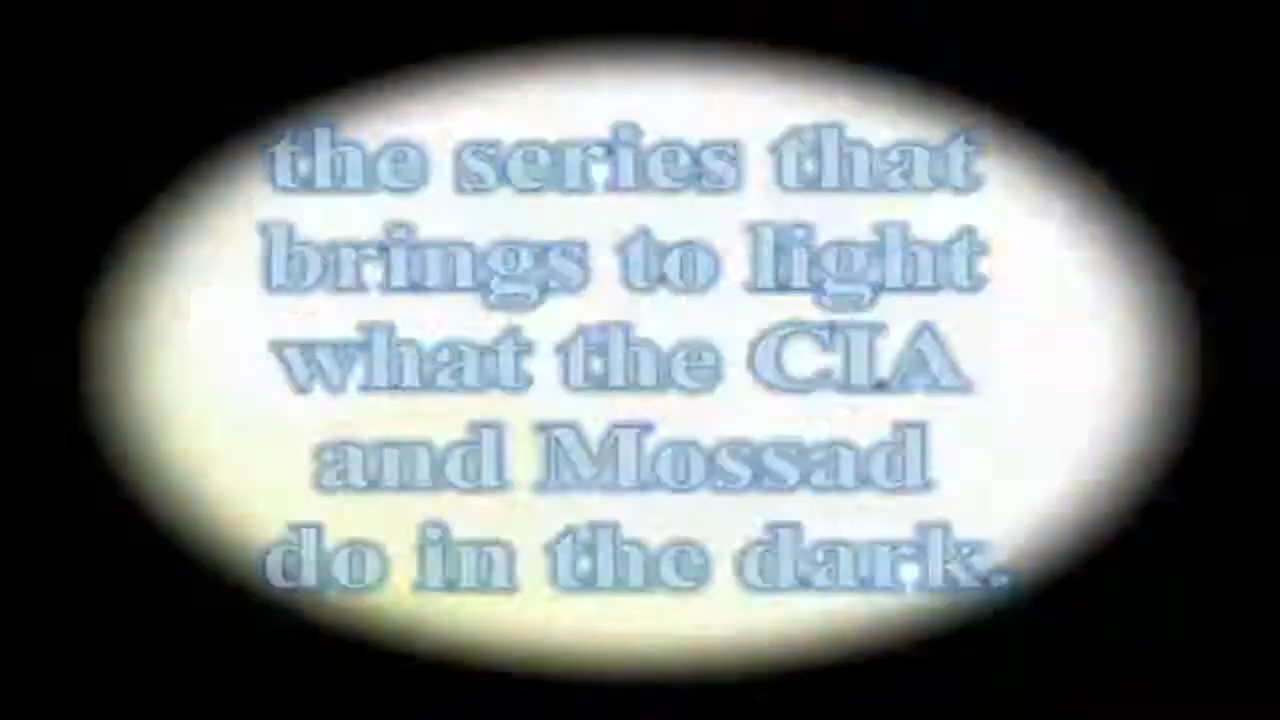 the series that
brings to light
what the CIA
and Mossad
do in the dark.